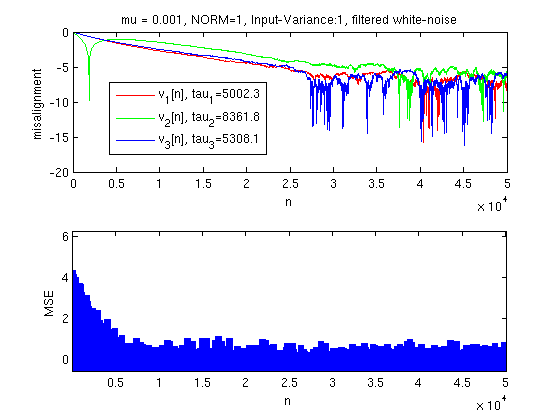 mu = 0.001, NORM=1, Input-Variance:1, filtered white-noise
0
-5
-10
-15
-20
misalignment
v1[n], tau1=5002.3
v2[n], tau2=8361.8
v3[n], tau3=5308.1
0 0.5 1 1.5 2 2.5 3 3.5 4 4.5 5
n
x 10^4
6
4
2
0
MSE
0.5 1 1.5 2 2.5 3 3.5 4 4.5 5
n
x 10^4